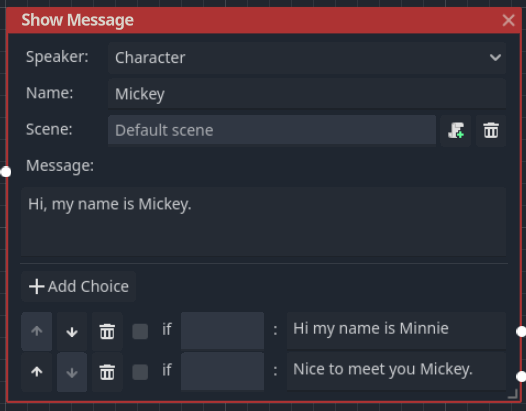 Show Message
Speaker: Character
Name: Mickey
Scene: Default scene
Message:
Hi, my name is Mickey.
Add Choice
if : Hi my name is Minnie
if : Nice to meet you Mickey.